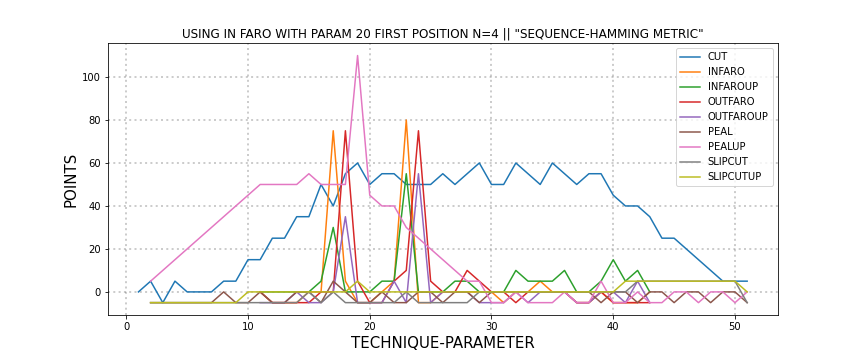 USING IN FARO WITH PARAM 20 FIRST POSITION N=4 || "SEQUENCE-HAMMING METRIC"
CUT
INFARO
INFAROUP
OUTFARO
OUTFAROUP
PEAL
PEALUP
SLIPCUT
SLIPCUTUP
POINTS
100
80
60
40
20
0
0 10 20 30 40 50
TECHNIQUE-PARAMETER